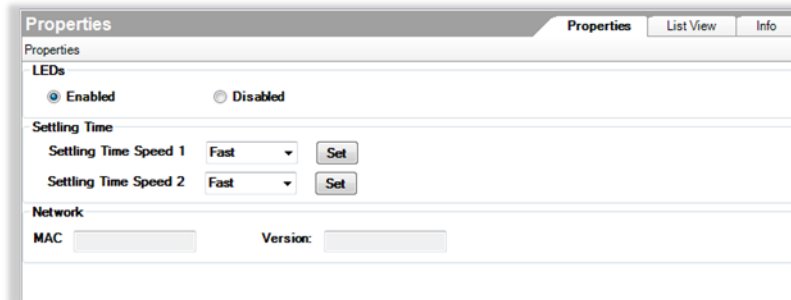 Properties Properties List View Info
Properties
LEDs
Enabled Disabled
Settling Time
Settling Time Speed 1 Fast Set
Settling Time Speed 2 Fast Set
Network
MAC Version: